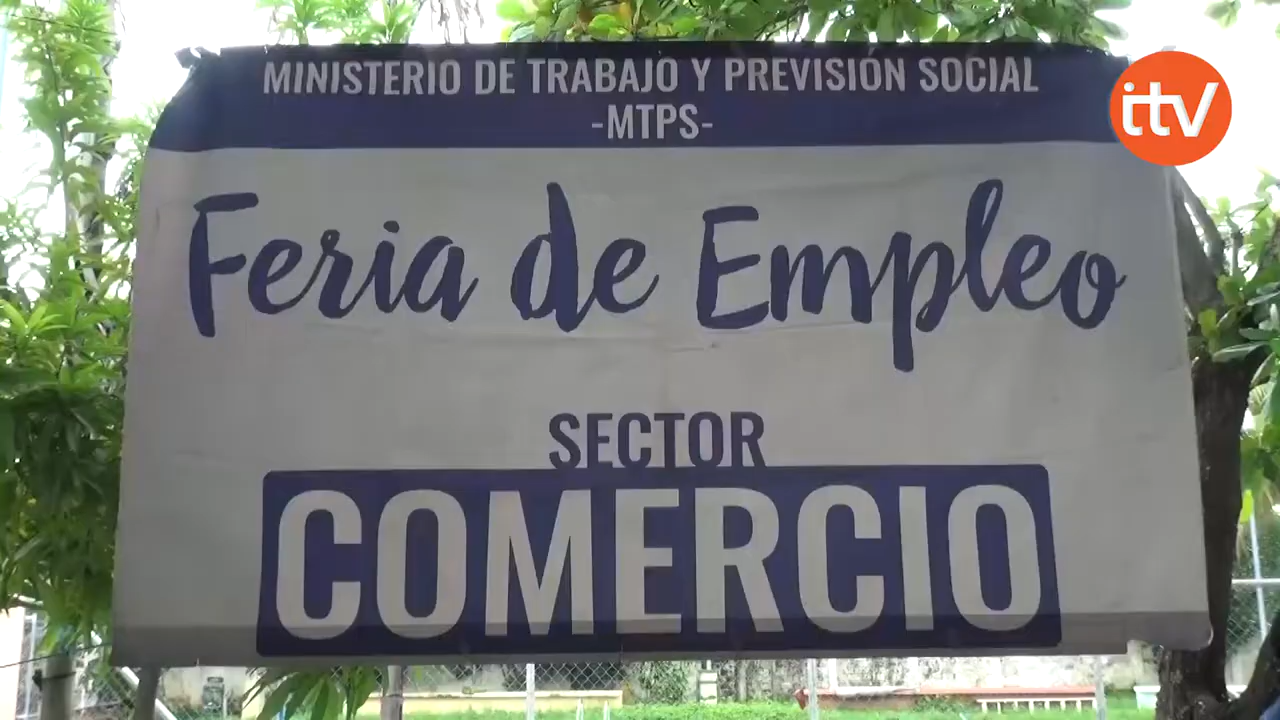 MINISTERIO DE TRABAJO Y PREVISIÓN SOCIAL
-MTPS-
itv
Feria de Empleo
SECTOR
COMERCIO